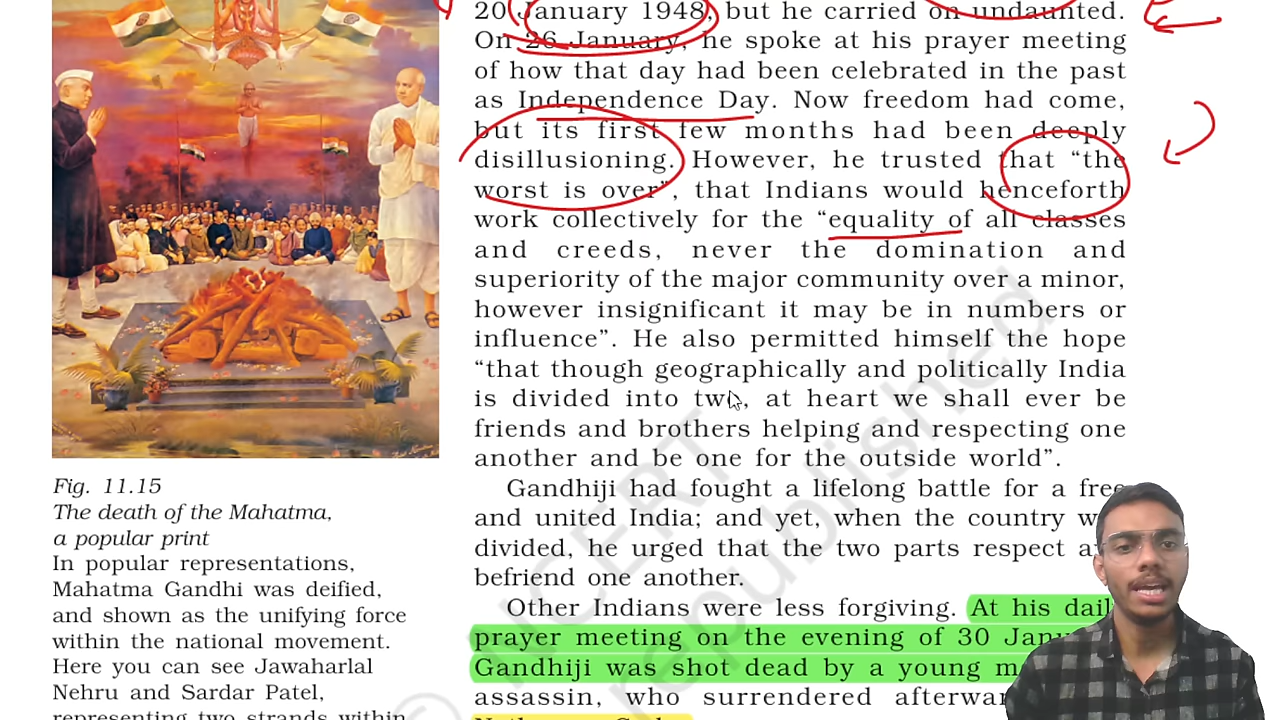 20 January 1948, but he carried on undaunted.
On 26 January, he spoke at his prayer meeting
of how that day had been celebrated in the past
as Independence Day. Now freedom had come,
but its first few months had been deeply
disillusioning. However, he trusted that “the
worst is over”, that Indians would henceforth
work collectively for the “equality of all classes
and creeds, never the domination and
superiority of the major community over a minor,
however insignificant it may be in numbers or
influence”. He also permitted himself the hope
“that though geographically and politically India
is divided into two, at heart we shall ever be
friends and brothers helping and respecting one
another and be one for the outside world”.
Gandhiji had fought a lifelong battle for a free
and united India; and yet, when the country
divided, he urged that the two parts respect
befriend one another.
Other Indians were less forgiving. At his
prayer meeting on the evening of 30
Gandhiji was shot dead by a young
assassin, who surrendered
Fig. 11.15
The death of the Mahatma,
a popular print
In popular representations,
Mahatma Gandhi was deified,
and shown as the unifying force
within the national movement.
Here you can see Jawaharlal
Nehru and Sardar Patel,
representing two strands within
© NCERT
republished